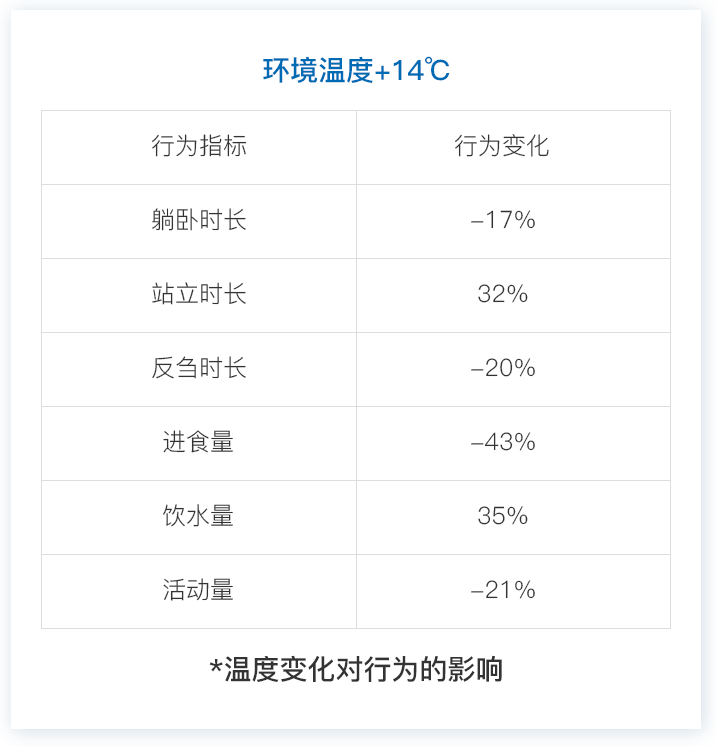 环境温度+14℃
行为指标 行为变化
躺卧时长 -17%
站立时长 32%
反刍时长 -20%
进食量 -43%
饮水量 35%
活动量 -21%
*温度变化对行为的影响